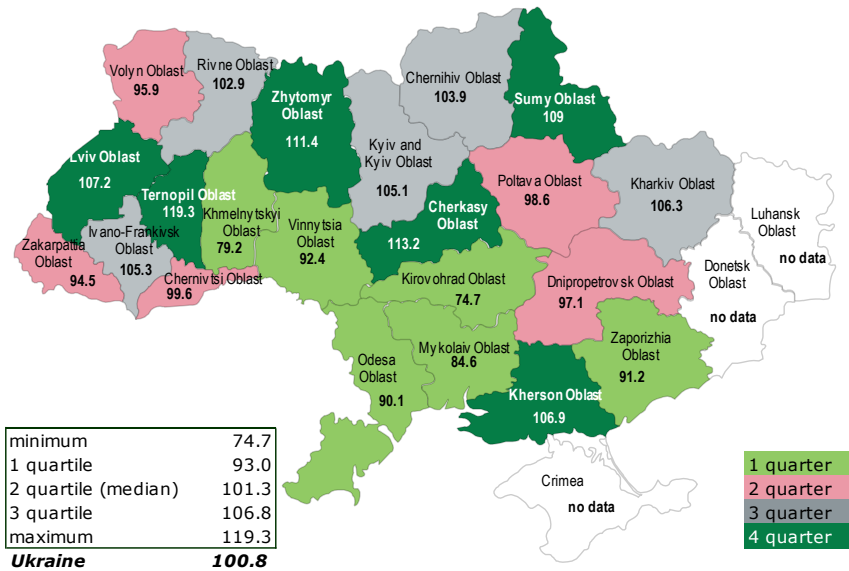 Volyn Oblast
95.9
Rivne Oblast
102.9
Zhytomyr
Oblast
111.4
Chernihiv Oblast
103.9
Sumy Oblast
109
Kyiv and
Kyiv Oblast
105.1
Lviv Oblast
107.2
Ternopil Oblast
119.3
Khmelnytskyi
Oblast
79.2
Vinnytsia
Oblast
92.4
Cherkasy
Oblast
113.2
Poltava Oblast
98.6
Kharkiv Oblast
106.3
Luhansk
Oblast
no data
Zakarpattia
Oblast
94.5
Ivano-Frankivsk
Oblast
105.3
Chernivtsi Oblast
99.6
Kirovohrad Oblast
74.7
Dnipropetrovsk Oblast
97.1
Donetsk
Oblast
no data
Odesa
Oblast
90.1
Mykolaiv Oblast
84.6
Zaporizhia
Oblast
91.2
Kherson Oblast
106.9
Crimea
no data
minimum 74.7
1 quartile 93.0
2 quartile (median) 101.3
3 quartile 106.8
maximum 119.3
Ukraine 100.8
1 quarter
2 quarter
3 quarter
4 quarter